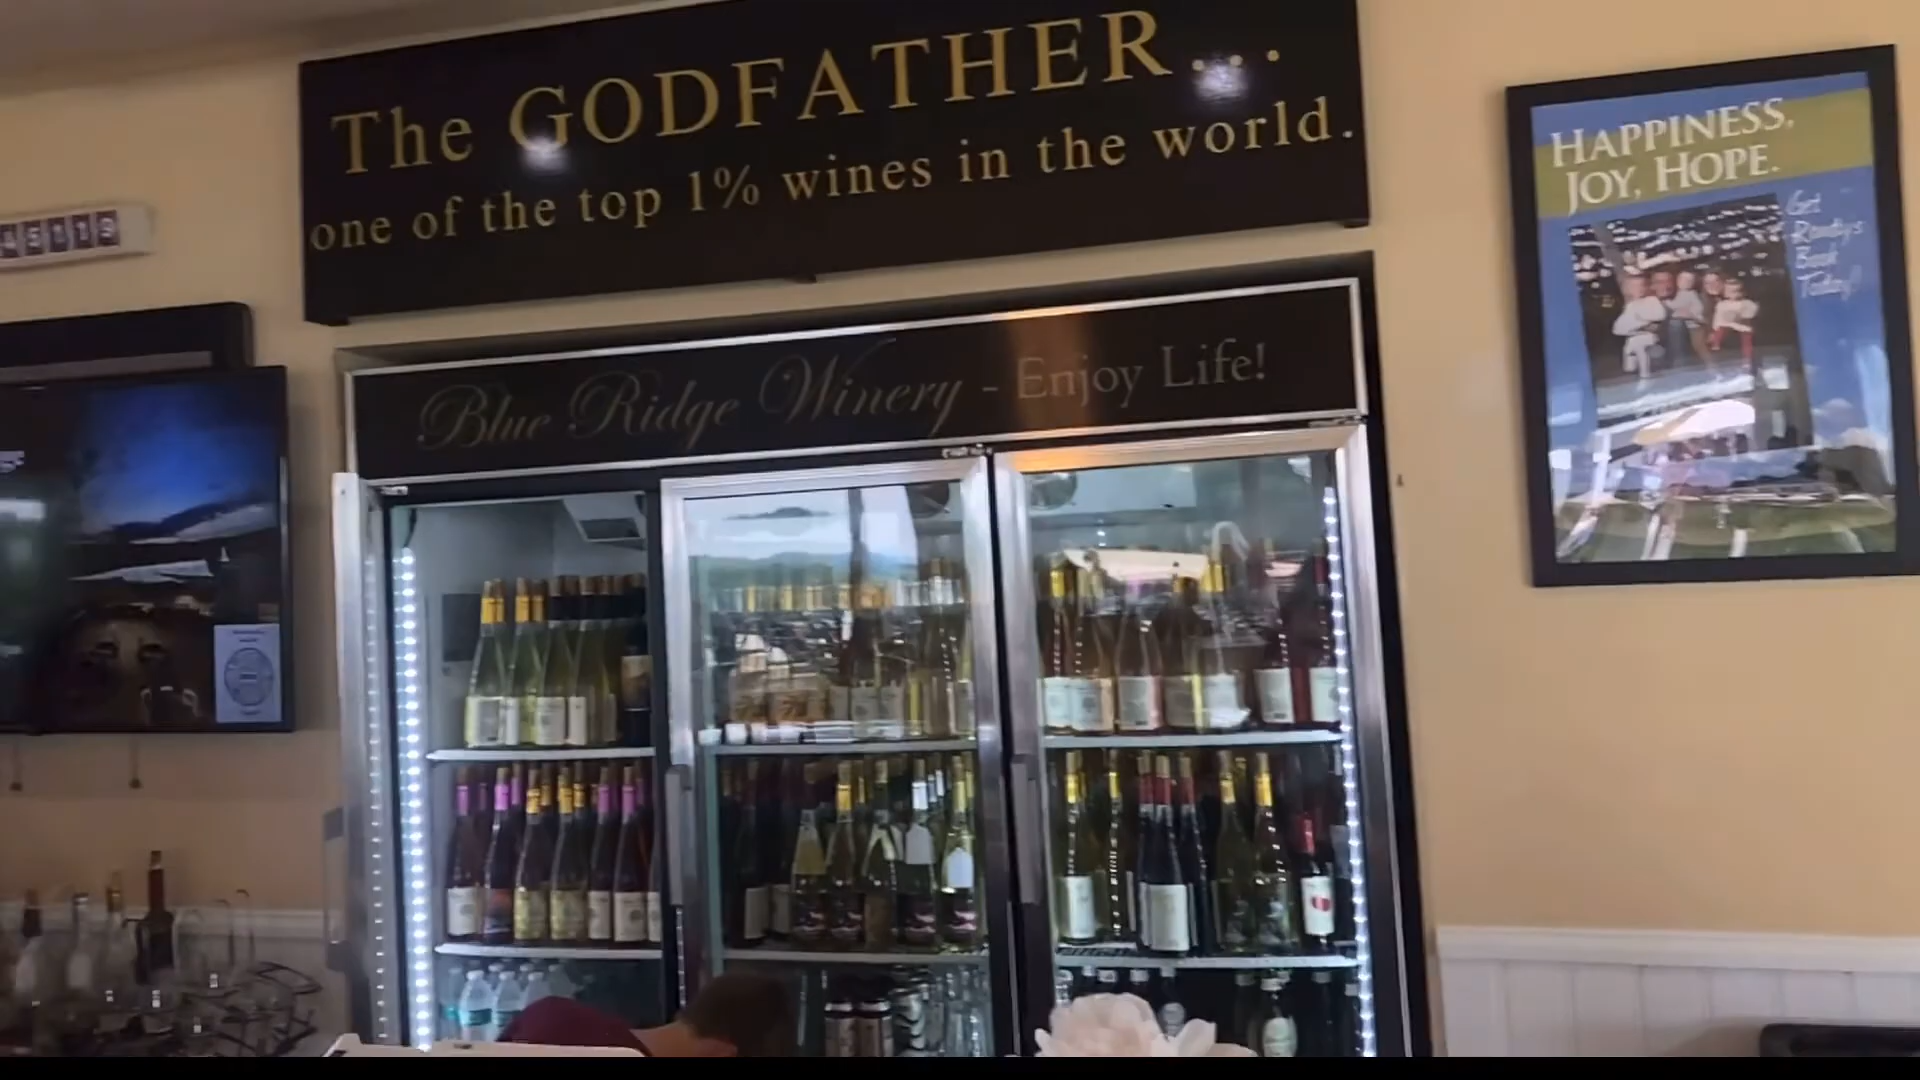 The GODFATHER...
one of the top 1% wines in the world.
45119
Blue Ridge Winery - Enjoy Life!
HAPPINESS,
JOY, HOPE.
Get
Randy's
Book
Today!